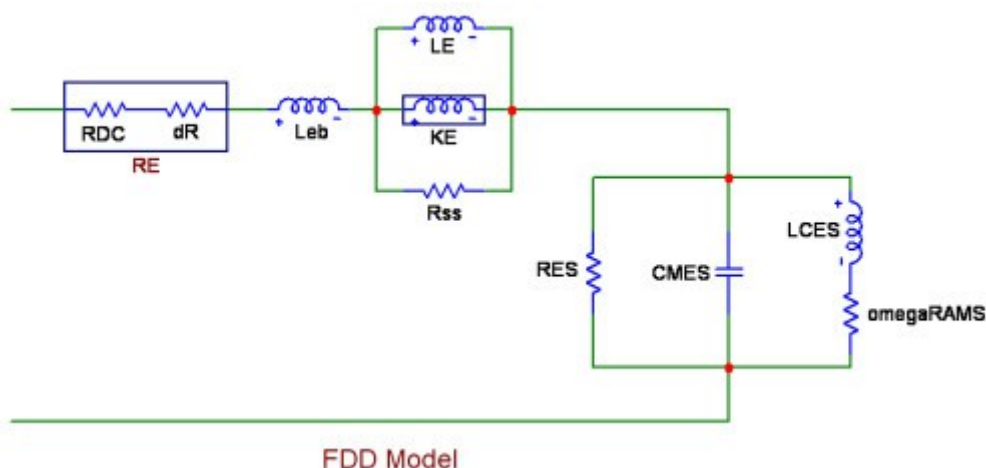 LE
RDC
dR
RE
Leb
KE
Rss
RES
CMES
LCES
omegaRAMS
FDD Model